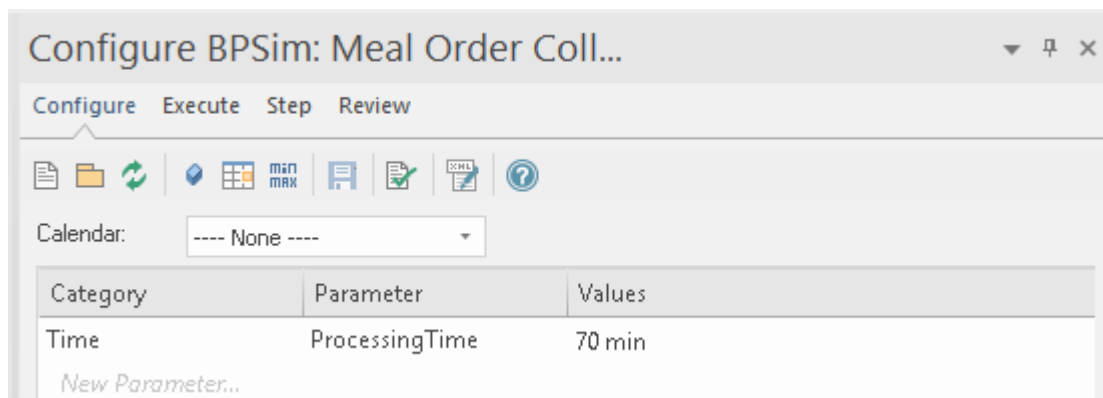 Configure BPSim: Meal Order Coll...
Configure Execute Step Review
min
max
XML
Calendar: ---- None ----
Category Parameter Values
Time ProcessingTime 70 min
New Parameter...